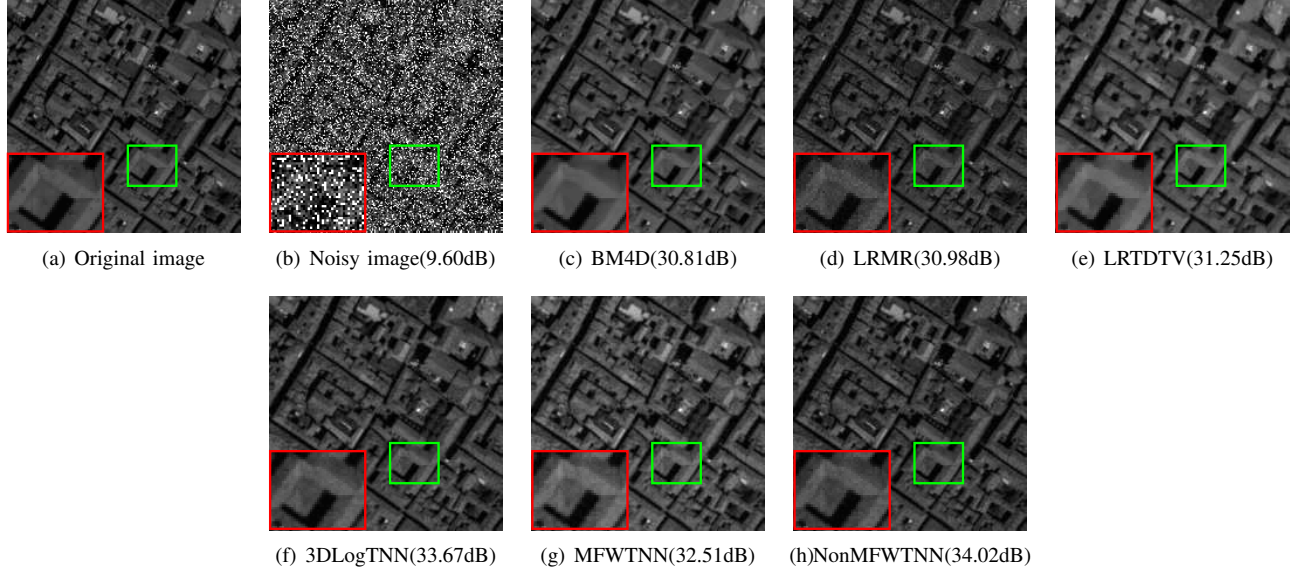 (a) Original image
(b) Noisy image(9.60dB)
(c) BM4D(30.81dB)
(d) LRMR(30.98dB)
(e) LRTDTV(31.25dB)
(f) 3DLogTNN(33.67dB)
(g) MFWTNN(32.51dB)
(h)NonMFWTNN(34.02dB)